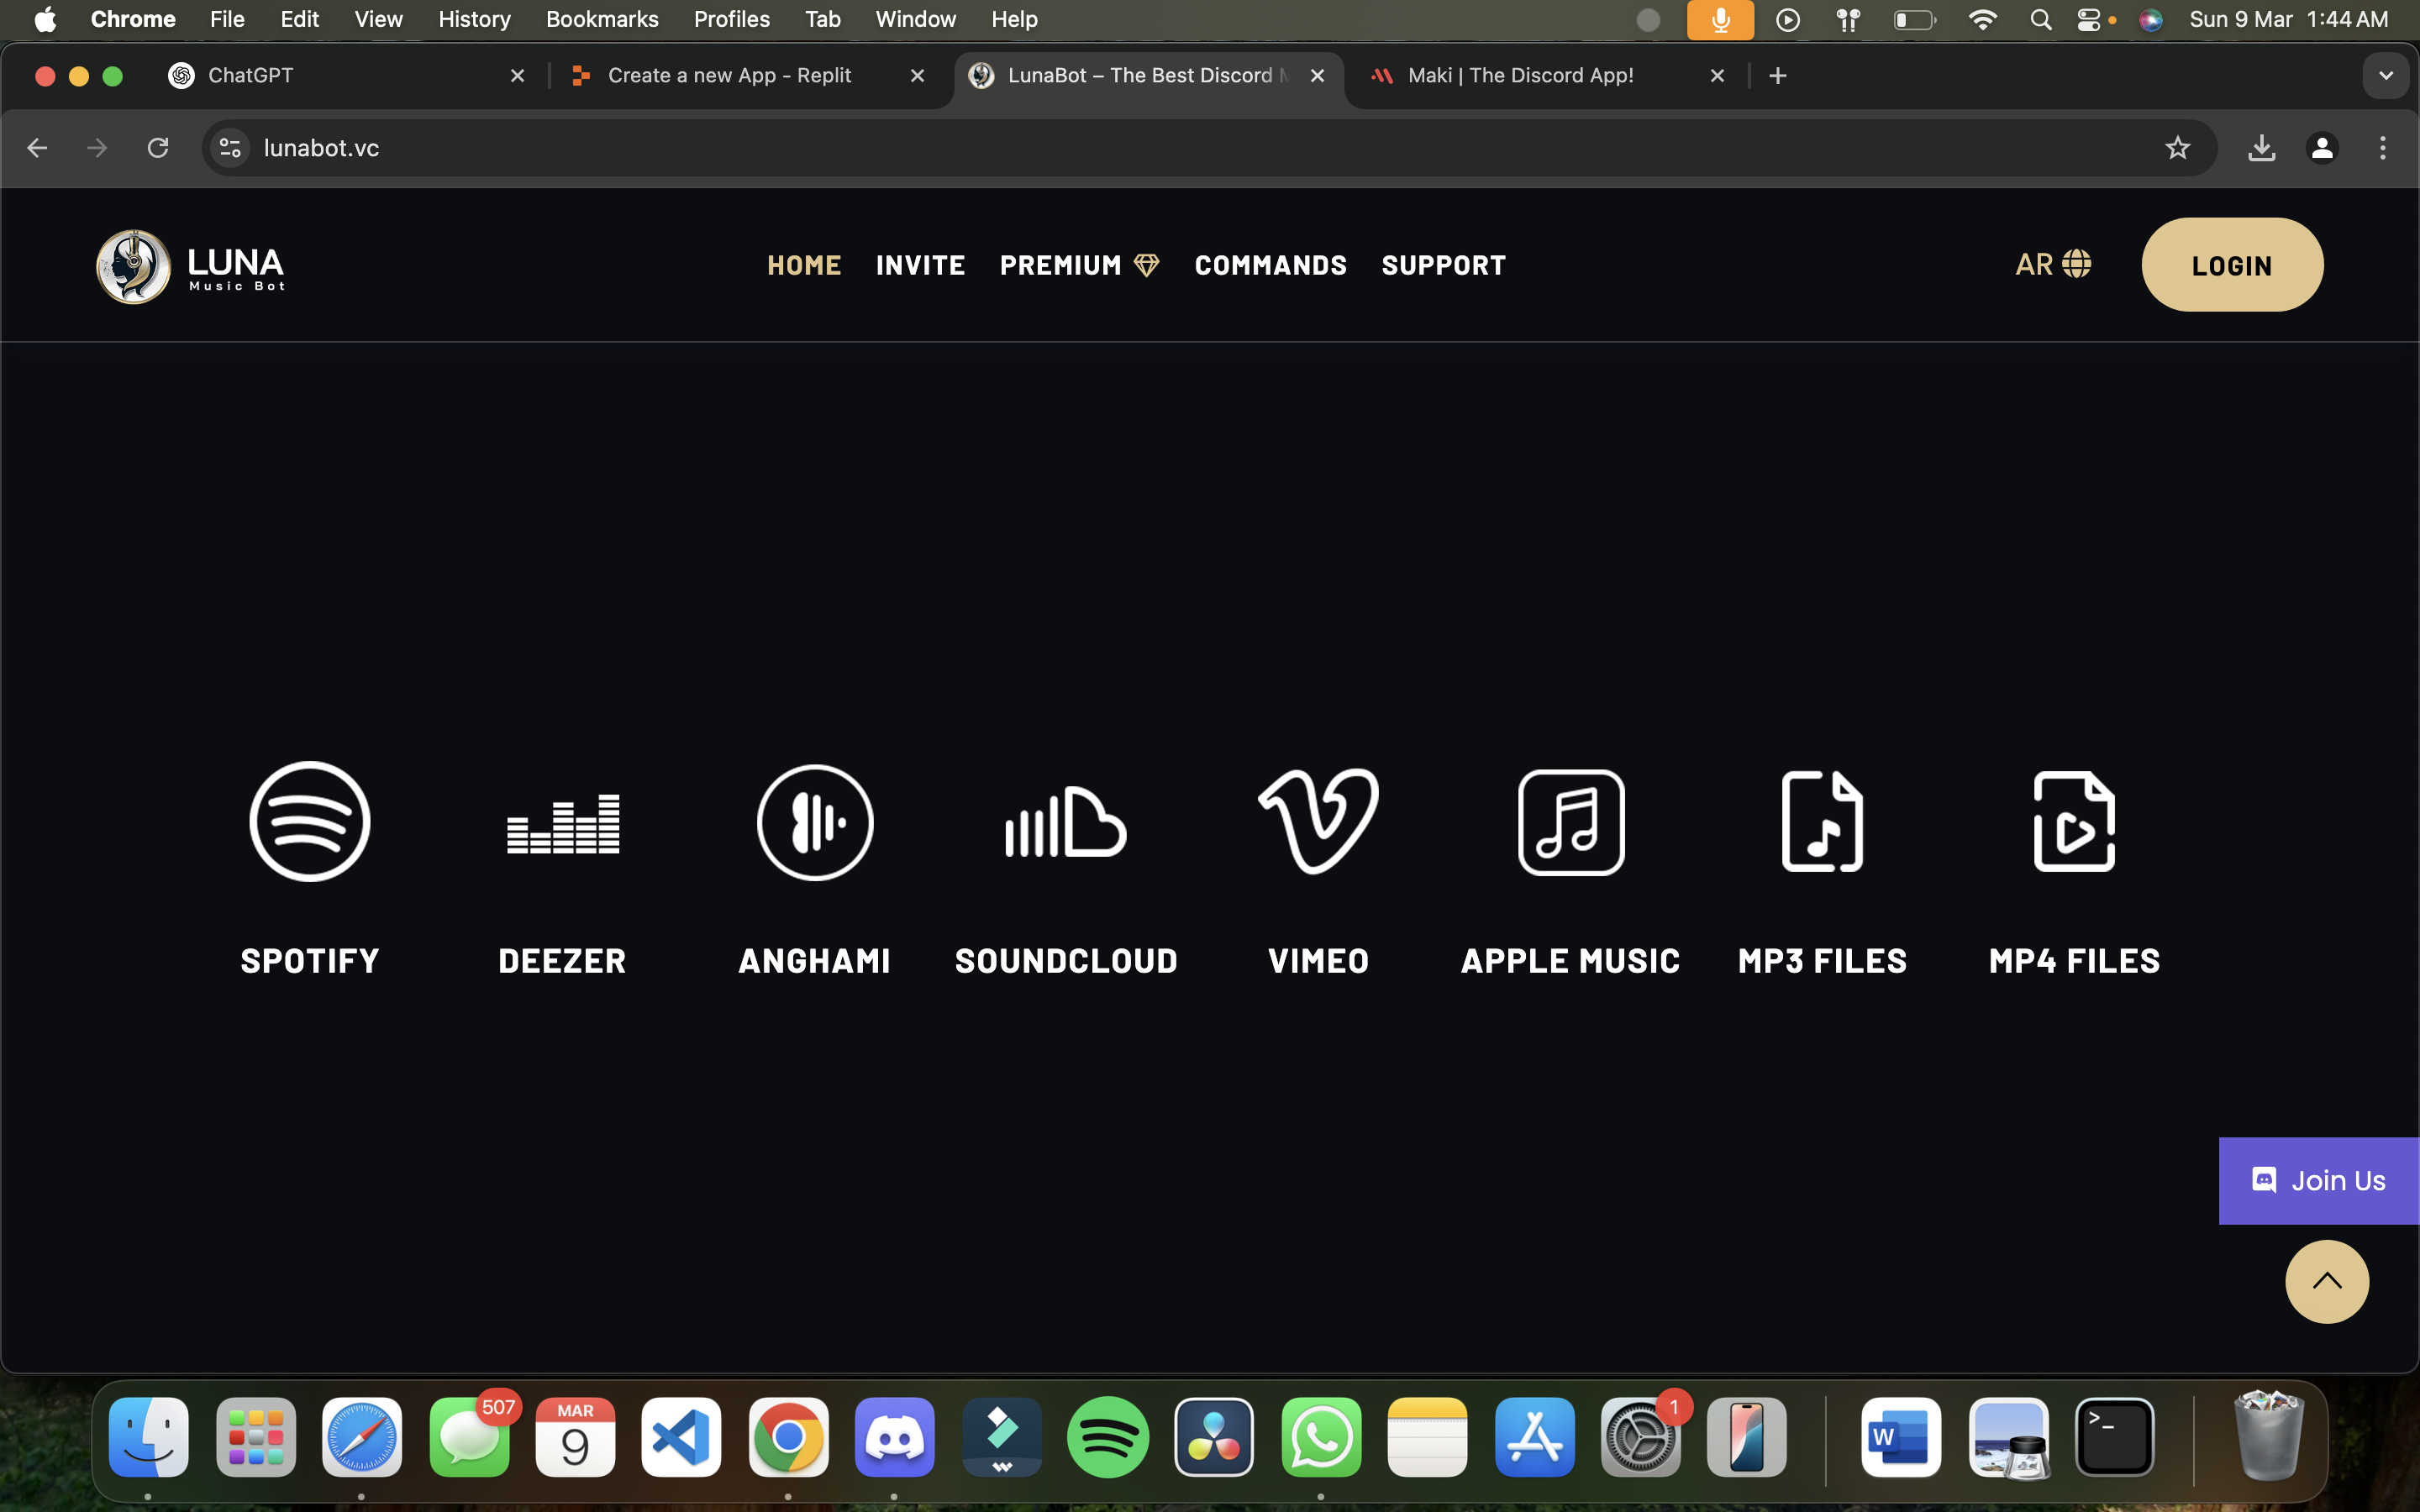 Chrome File Edit View History Bookmarks Profiles Tab Window Help Sun 9 Mar 1:44 AM
ChatGPT Create a new App - Replit LunaBot – The Best Discord Maki | The Discord App!
lunabot.vc
LUNA
Music Bot
HOME INVITE PREMIUM COMMANDS SUPPORT AR LOGIN
SPOTIFY DEEZER ANGHAMI SOUNDCLOUD VIMEO APPLE MUSIC MP3 FILES MP4 FILES
Join Us
507 MAR 1
9 W >_